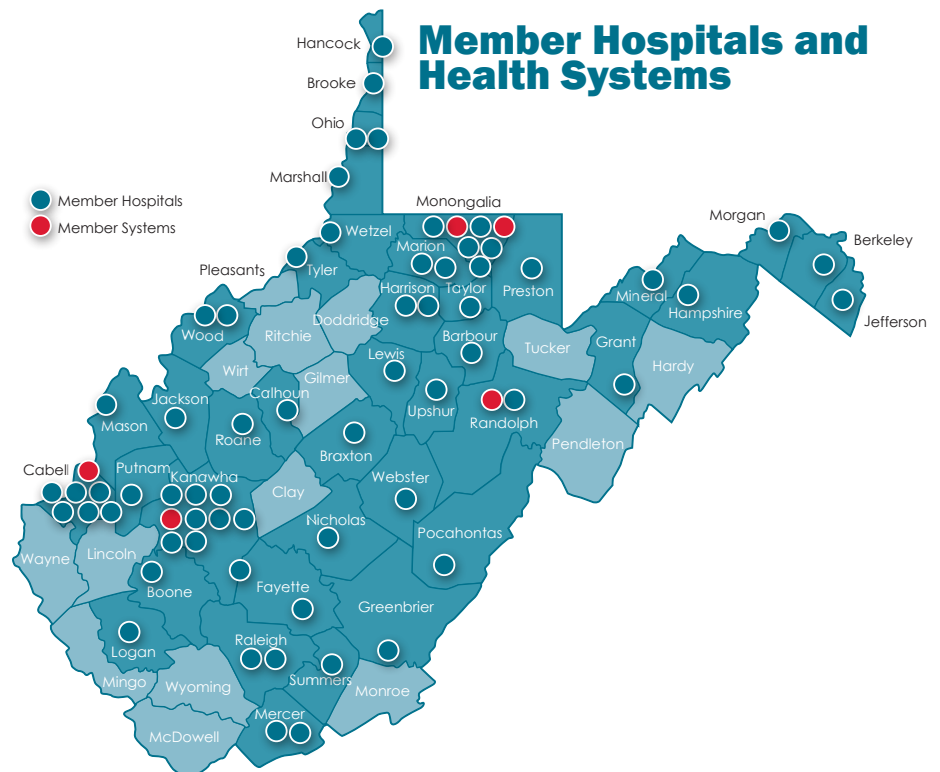 Member Hospitals and
Health Systems
Hancock
Brooke
Ohio
Marshall
Member Hospitals
Member Systems
Monongalia
Morgan
Wetzel
Marion
Berkeley
Pleasants
Tyler
Harrison
Taylor
Preston
Mineral
Hampshire
Jefferson
Doddridge
Wood
Ritchie
Barbour
Tucker
Grant
Lewis
Hardy
Wirt
Gilmer
Calhoun
Jackson
Upshur
Mason
Roane
Randolph
Braxton
Pendleton
Cabell
Putnam
Kanawha
Webster
Clay
Nicholas
Pocahontas
Wayne
Lincoln
Boone
Fayette
Greenbrier
Logan
Raleigh
Summers
Mingo
Wyoming
Monroe
Mercer
McDowell